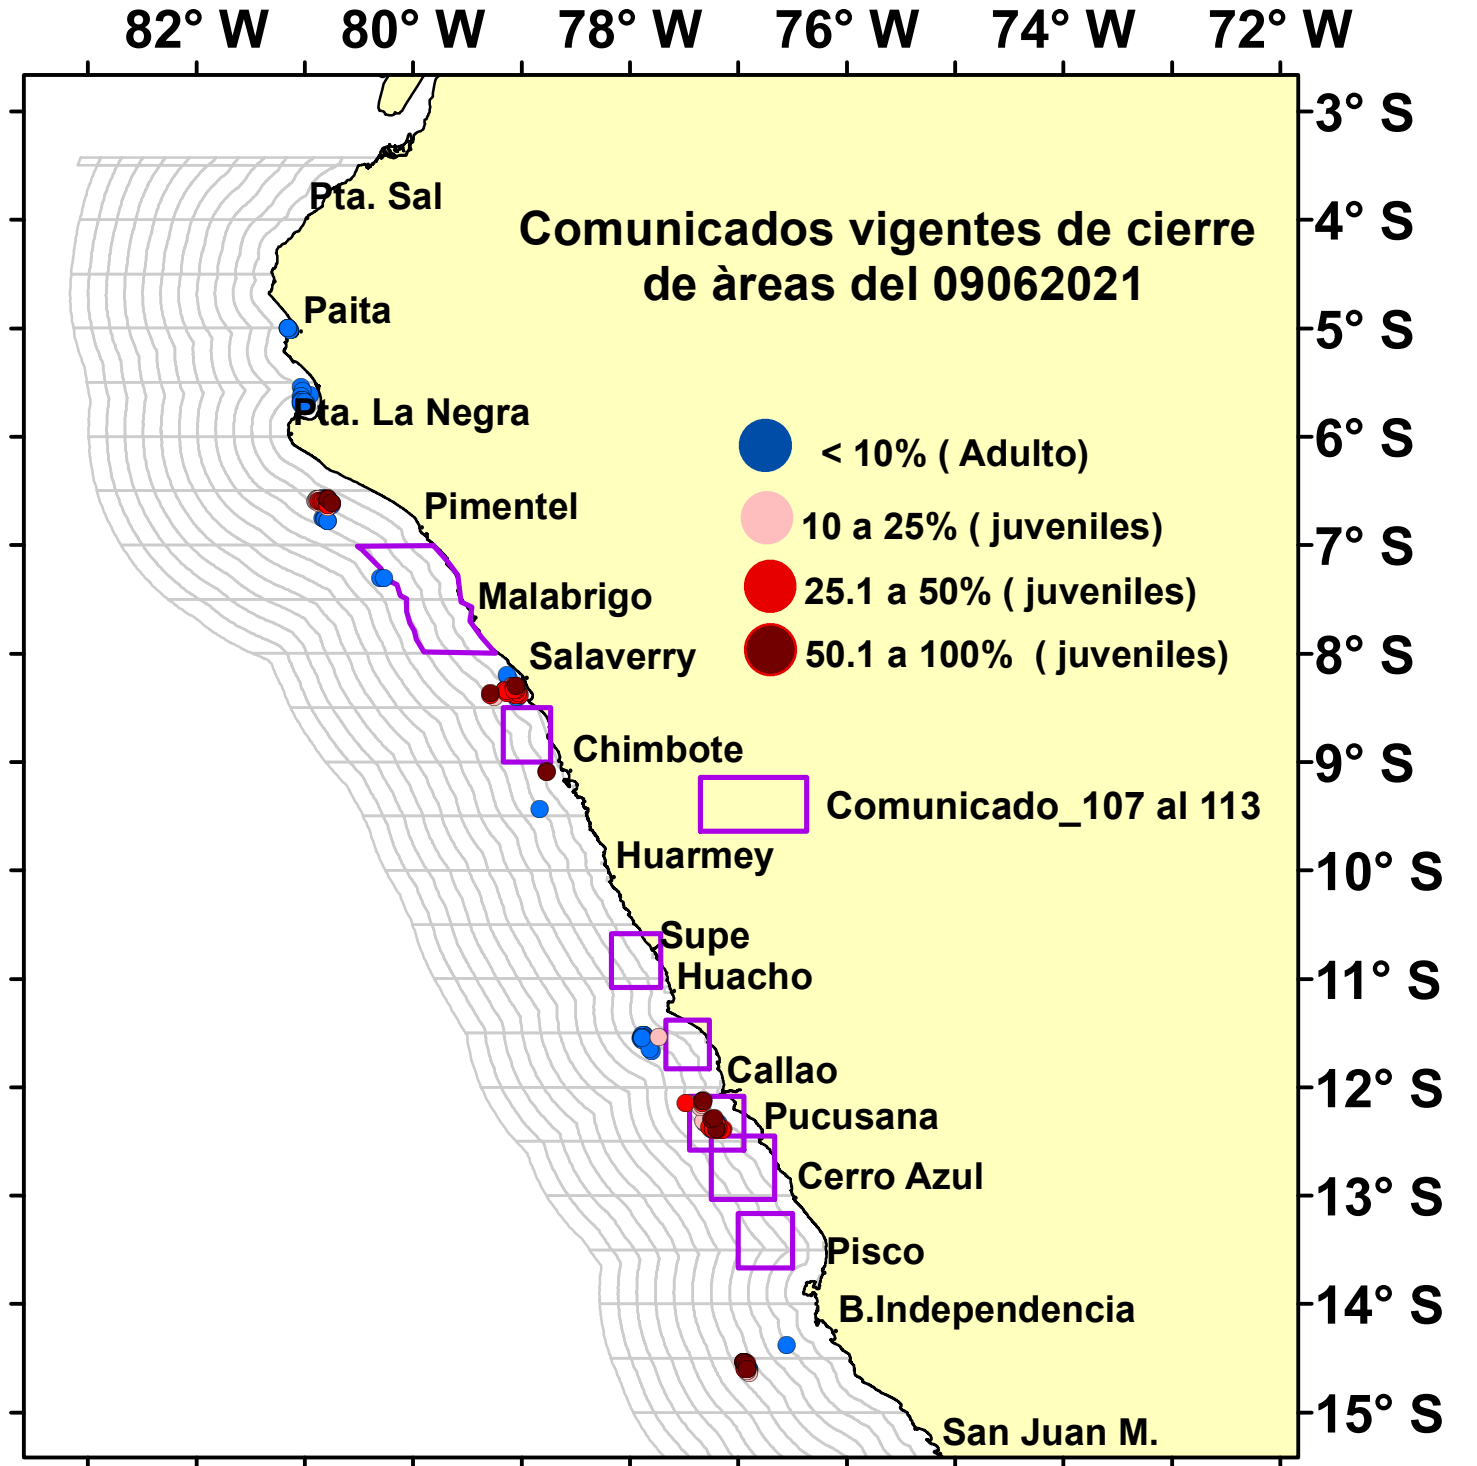 82° W 80° W 78° W 76° W 74° W 72° W
3° S
Pta. Sal
4° S
Comunicados vigentes de cierre
de àreas del 09062021
Paita
5° S
Pta. La Negra
6° S
< 10% ( Adulto)
Pimentel
10 a 25% ( juveniles)
7° S
Malabrigo
25.1 a 50% ( juveniles)
Salaverry
50.1 a 100% ( juveniles)
8° S
Chimbote
9° S
Comunicado_107 al 113
Huarmey
10° S
Supe
Huacho
11° S
Callao
12° S
Pucusana
Cerro Azul
13° S
Pisco
14° S
B.Independencia
15° S
San Juan M.